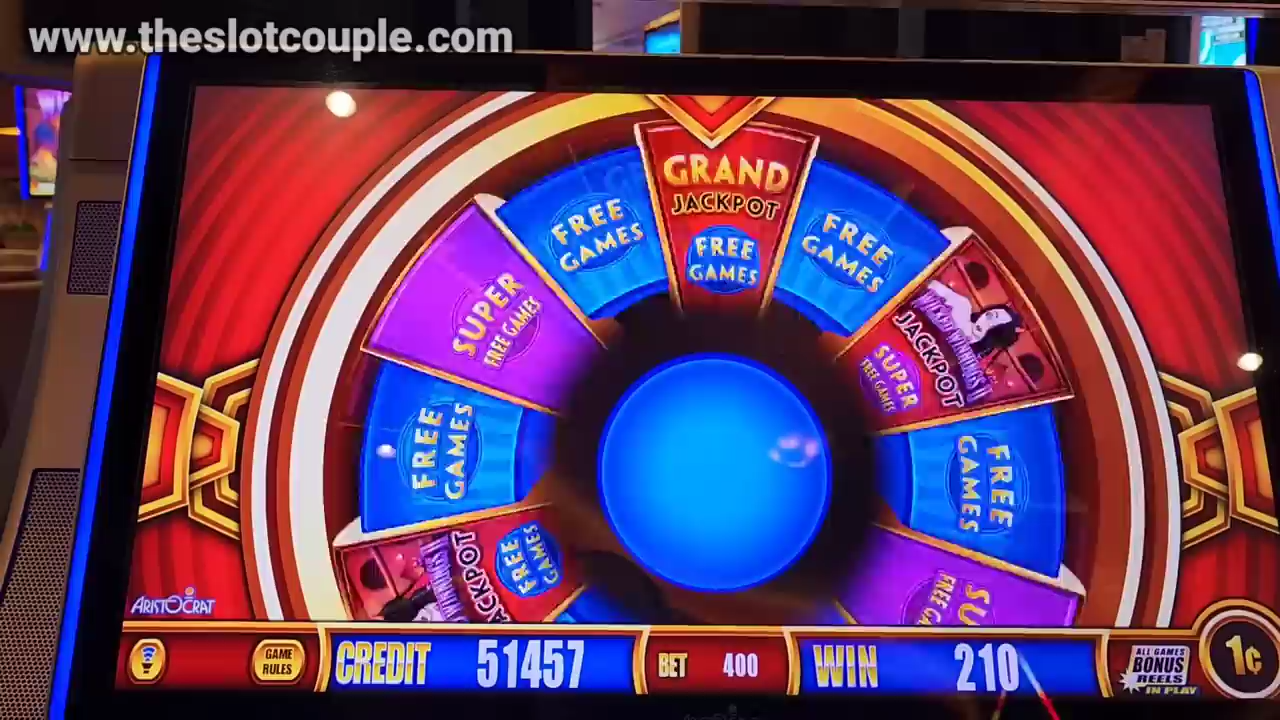 www.theslotcouple.com
GRAND
JACKPOT
FREE
GAMES
FREE
GAMES
FREE
GAMES
SUPER
FREE GAMES
JACKPOT
SUPER
FREE GAMES
FREE
GAMES
FREE
GAMES
JACKPOT
FREE
GAMES
ARISTOCRAT
GAME
RULES
CREDIT 51457
BET 400
WIN 210
ALL GAMES
BONUS
REELS
IN PLAY
1¢